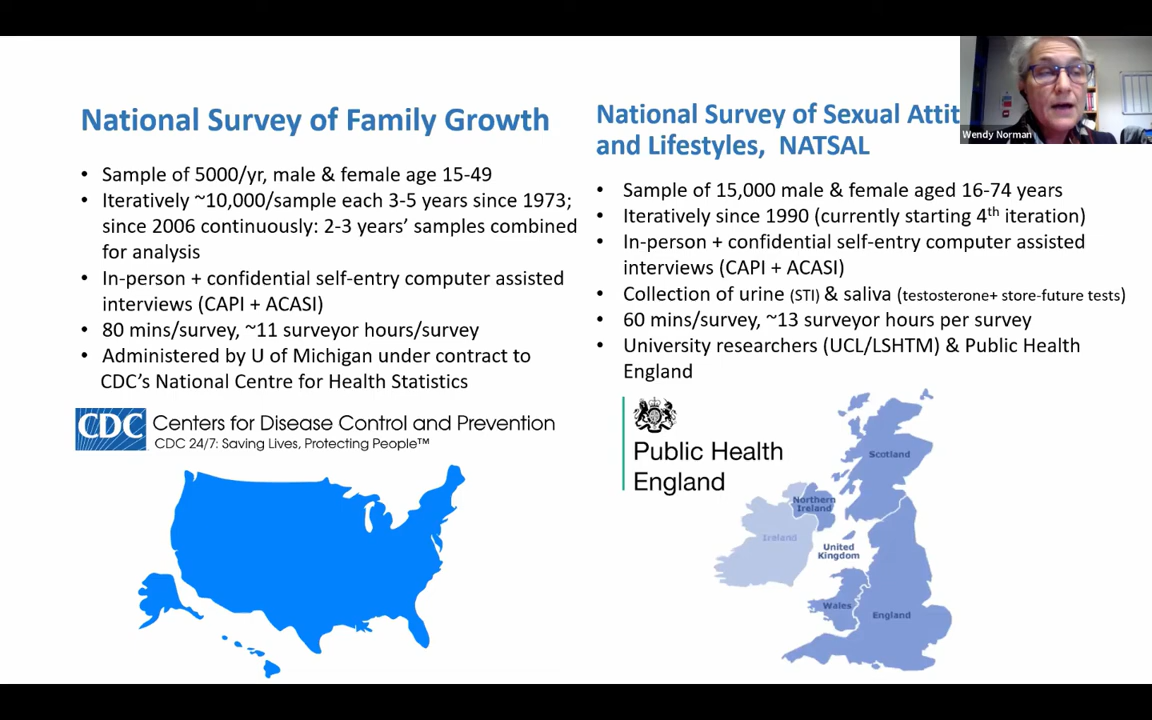 National Survey of Family Growth
• Sample of 5000/yr, male & female age 15-49
• Iteratively ~10,000/sample each 3-5 years since 1973;
since 2006 continuously: 2-3 years’ samples combined
for analysis
• In-person + confidential self-entry computer assisted
interviews (CAPI + ACASI)
• 80 mins/survey, ~11 surveyor hours/survey
• Administered by U of Michigan under contract to
CDC’s National Centre for Health Statistics
CDC
Centers for Disease Control and Prevention
CDC 24/7: Saving Lives, Protecting People™
National Survey of Sexual Attit
and Lifestyles, NATSAL
• Sample of 15,000 male & female aged 16-74 years
• Iteratively since 1990 (currently starting 4th iteration)
• In-person + confidential self-entry computer assisted
interviews (CAPI + ACASI)
• Collection of urine (STI) & saliva (testosterone+ store-future tests)
• 60 mins/survey, ~13 surveyor hours per survey
• University researchers (UCL/LSHTM) & Public Health
England
Public Health
England
Scotland
Northern
Ireland
Ireland
United
Kingdom
Wales
England
Wendy Norman